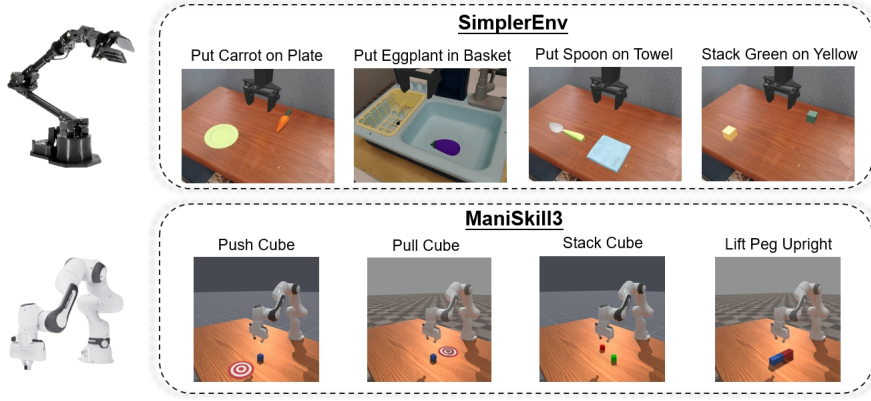 SimplerEnv
Put Carrot on Plate
Put Eggplant in Basket
Put Spoon on Towel
Stack Green on Yellow
ManiSkill3
Push Cube
Pull Cube
Stack Cube
Lift Peg Upright